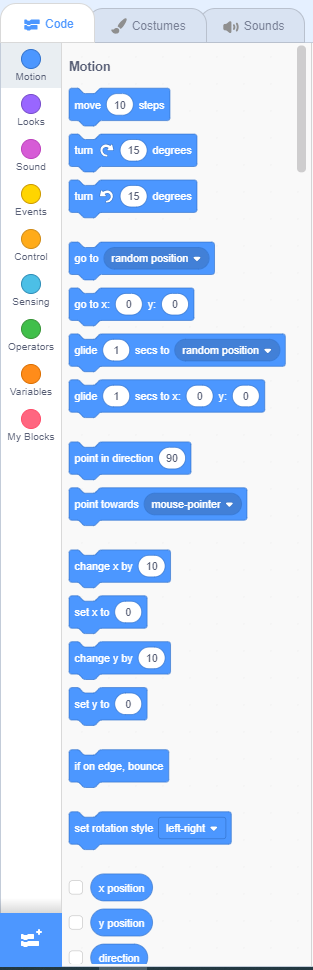 Code Costumes Sounds
Motion
Looks
Sound
Events
Control
Sensing
Operators
Variables
My Blocks
Motion
move 10 steps
turn 15 degrees
turn 15 degrees
go to random position
go to x: 0 y: 0
glide 1 secs to random position
glide 1 secs to x: 0 y: 0
point in direction 90
point towards mouse-pointer
change x by 10
set x to 0
change y by 10
set y to 0
if on edge, bounce
set rotation style left-right
x position
y position
direction